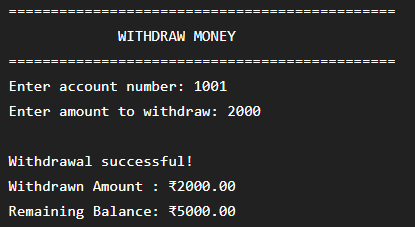 ===============================================
WITHDRAW MONEY
===============================================
Enter account number: 1001
Enter amount to withdraw: 2000
Withdrawal successful!
Withdrawn Amount : ₹2000.00
Remaining Balance: ₹5000.00